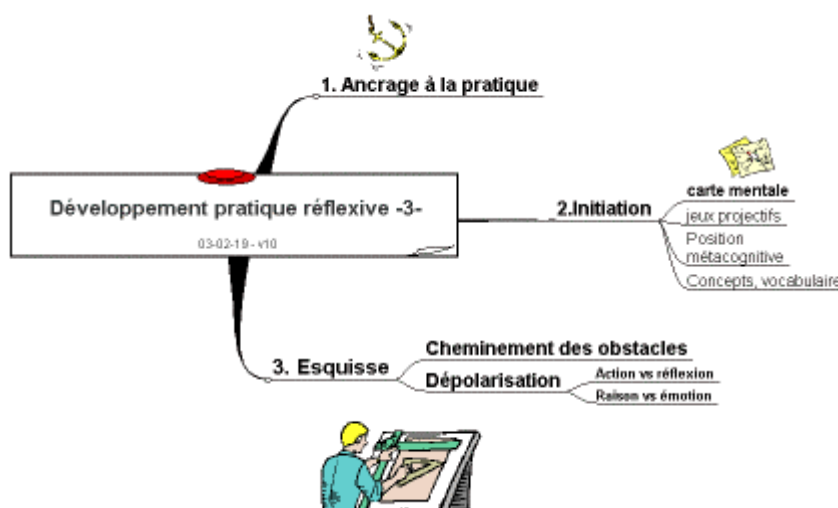 1. Ancrage à la pratique
Développement pratique réflexive -3-
03-02-19 - v10
2.Initiation
carte mentale
jeux projectifs
Position
métacognitive
Concepts, vocabulaire
3. Esquisse
Cheminement des obstacles
Dépolarisation
Action vs réflexion
Raison vs émotion